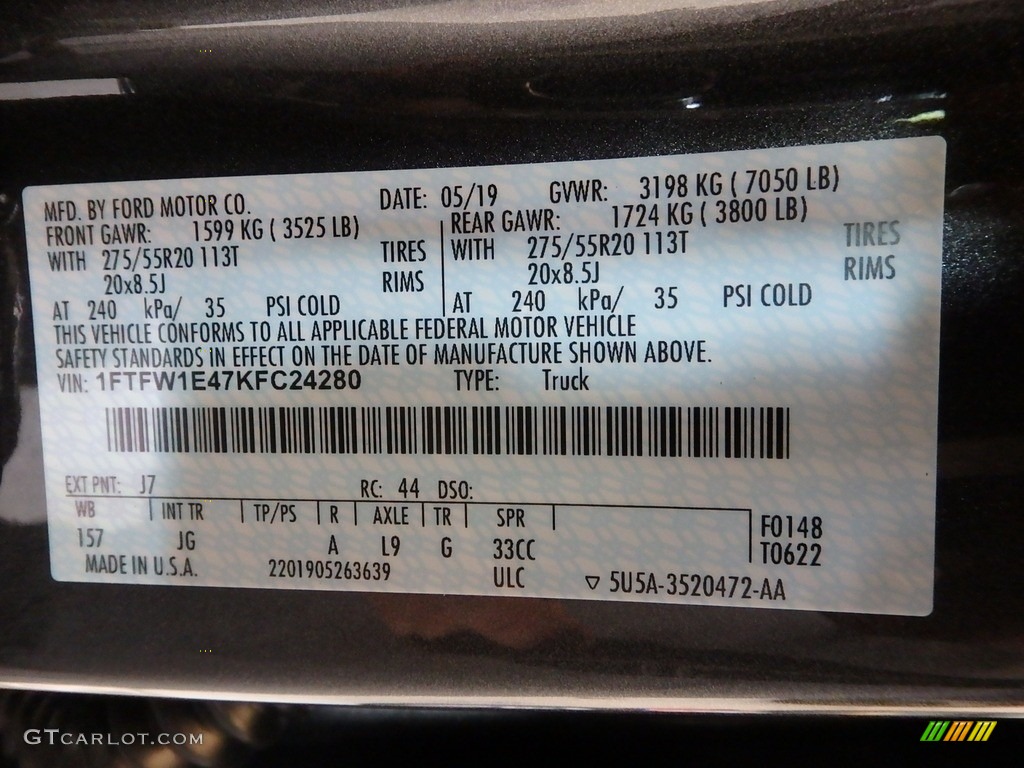 MFD. BY FORD MOTOR CO. DATE: 05/19 GVWR: 3198 KG ( 7050 LB)
FRONT GAWR: 1599 KG ( 3525 LB) REAR GAWR: 1724 KG ( 3800 LB)
WITH 275/55R20 113T TIRES WITH 275/55R20 113T TIRES
20x8.5J RIMS 20x8.5J RIMS
AT 240 kPa/ 35 PSI COLD AT 240 kPa/ 35 PSI COLD
THIS VEHICLE CONFORMS TO ALL APPLICABLE FEDERAL MOTOR VEHICLE
SAFETY STANDARDS IN EFFECT ON THE DATE OF MANUFACTURE SHOWN ABOVE.
VIN: 1FTFW1E47KFC24280 TYPE: Truck
EXT PNT: J7 RC: 44 DSO:
WB INT TR TP/PS R AXLE TR SPR F0148
157 JG A L9 G 33CC T0622
MADE IN U.S.A. 2201905263639 ULC ▽ 5U5A-3520472-AA
GTCARLOT.COM